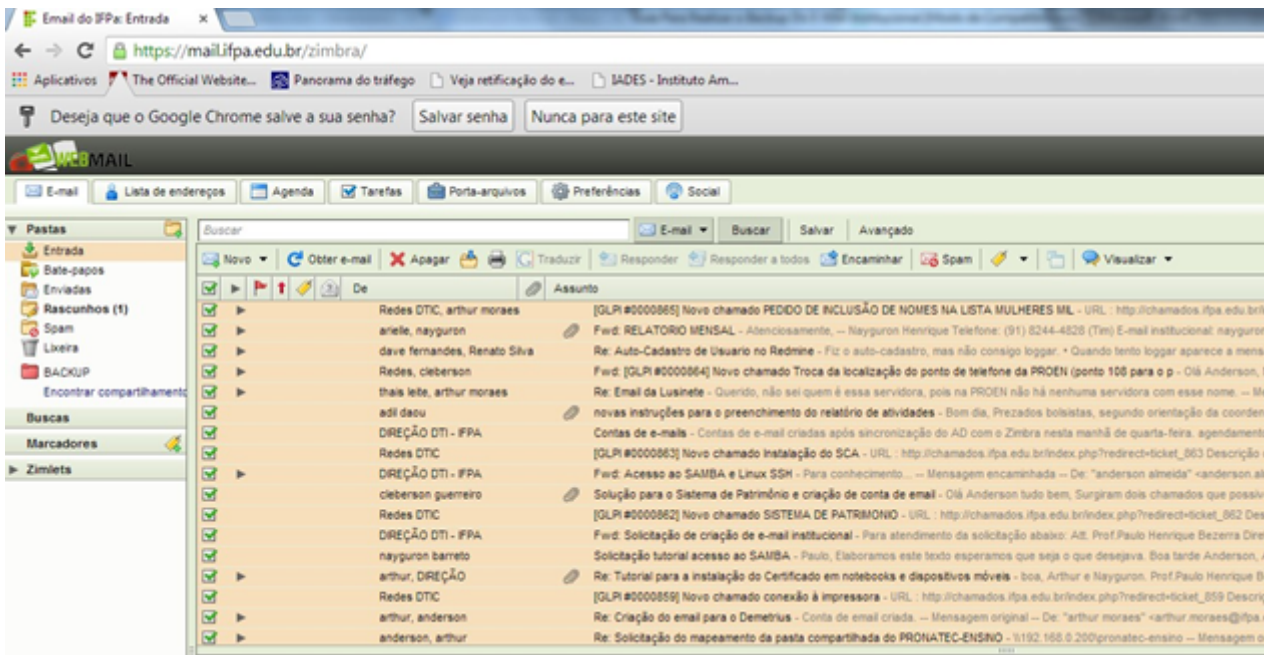 Email do IFPa: Entrada
https://mail.ifpa.edu.br/zimbra/
Aplicativos The Official Website... Panorama do tráfego Veja retificação do e... IADES - Instituto Am...
Deseja que o Google Chrome salve a sua senha? Salvar senha Nunca para este site
WEBMAIL
E-mail Lista de endereços Agenda Tarefas Porta-arquivos Preferências Social
Pastas
Entrada
Bate-papos
Enviadas
Rascunhos (1)
Spam
Lixeira
BACKUP
Encontrar compartilhamento
Buscas
Marcadores
Zimlets
Buscar E-mail Buscar Salvar Avançado
Novo Obter e-mail Apagar Traduzir Responder Responder a todos Encaminhar Spam Visualizar
De Assunto
Redes DTIC, arthur moraes [GLPI #0000865] Novo chamado PEDIDO DE INCLUSÃO DE NOMES NA LISTA MULHERES MIL - URL : http://chamados.ifpa.edu.br/i
arielle, nayguron Fwd: RELATORIO MENSAL - Atenciosamente, -- Nayguron Henrique Telefone: (91) 8244-4828 (Tim) E-mail institucional: nayguron
dave fernandes, Renato Silva Re: Auto-Cadastro de Usuario no Redmine - Fiz o auto-cadastro, mas não consigo loggar. * Quando tento loggar aparece a mens
Redes, cleberson Fwd: [GLPI #0000864] Novo chamado Troca da localização do ponto de telefone da PROEN (ponto 108 para o p - Olá Anderson,
thais leite, arthur moraes Re: Email da Lusinete - Querido, não sei quem é essa servidora, pois na PROEN não há nenhuma servidora com esse nome. -- Me
adil daou novas instruções para o preenchimento do relatório de atividades - Bom dia, Prezados bolsistas, segundo orientação da coorden
DIREÇÃO DTI - IFPA Contas de e-mails - Contas de e-mail criadas após sincronização do AD com o Zimbra nesta manhã de quarta-feira. agendament
Redes DTIC [GLPI #0000863] Novo chamado Instalação do SCA - URL : http://chamados.ifpa.edu.br/index.php?redirect=ticket_863 Descrição
DIREÇÃO DTI - IFPA Fwd: Acesso ao SAMBA e Linux SSH - Para conhecimento... -- Mensagem encaminhada -- De: "anderson almeida" <anderson.al
cleberson guerreiro Solução para o Sistema de Patrimônio e criação de conta de email - Olá Anderson tudo bem, Surgiram dois chamados que possiv
Redes DTIC [GLPI #0000862] Novo chamado SISTEMA DE PATRIMONIO - URL : http://chamados.ifpa.edu.br/index.php?redirect=ticket_862 Des
DIREÇÃO DTI - IFPA Fwd: Solicitação de criação de e-mail institucional - Para atendimento da solicitação abaixo: Att. Prof.Paulo Henrique Bezerra Dire
nayguron barreto Solicitação tutorial acesso ao SAMBA - Paulo, Elaboramos este texto esperamos que seja o que desejava. Boa tarde Anderson,
arthur, DIREÇÃO Re: Tutorial para a instalação do Certificado em notebooks e dispositivos móveis - boa, Arthur e Nayguron. Prof.Paulo Henrique B
Redes DTIC [GLPI #0000859] Novo chamado conexão à impressora - URL : http://chamados.ifpa.edu.br/index.php?redirect=ticket_859 Descriç
arthur, anderson Re: Criação do email para o Demetrius - Conta de email criada. -- Mensagem original -- De: "arthur moraes" <arthur.moraes@ifpa.
anderson, arthur Re: Solicitação do mapeamento da pasta compartilhada do PRONATEC-ENSINO - \\192.168.0.200\pronatec-ensino -- Mensagem o